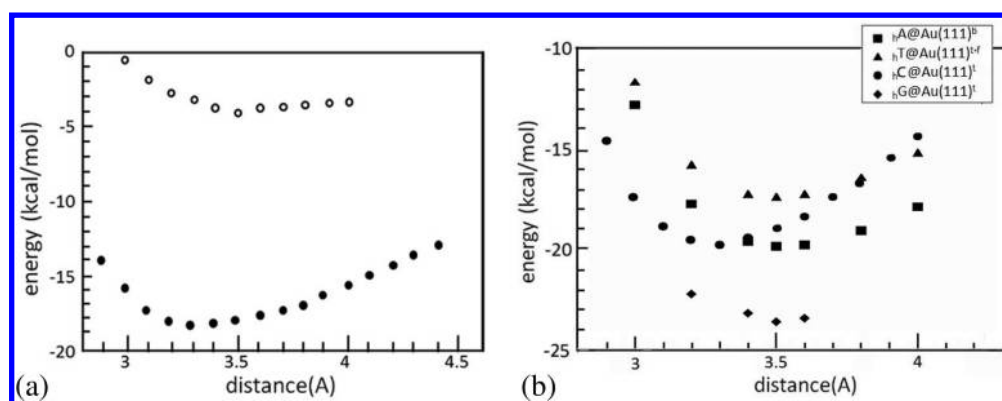 0
-5
-10
-15
-20
energy (kcal/mol)
3
3.5
4
4.5
distance(A)
(a)
-10
-15
-20
-25
energy (kcal/mol)
3
3.5
4
distance(A)
(b)
hA@Au(111)b
hT@Au(111)t-f
hC@Au(111)t
hG@Au(111)t